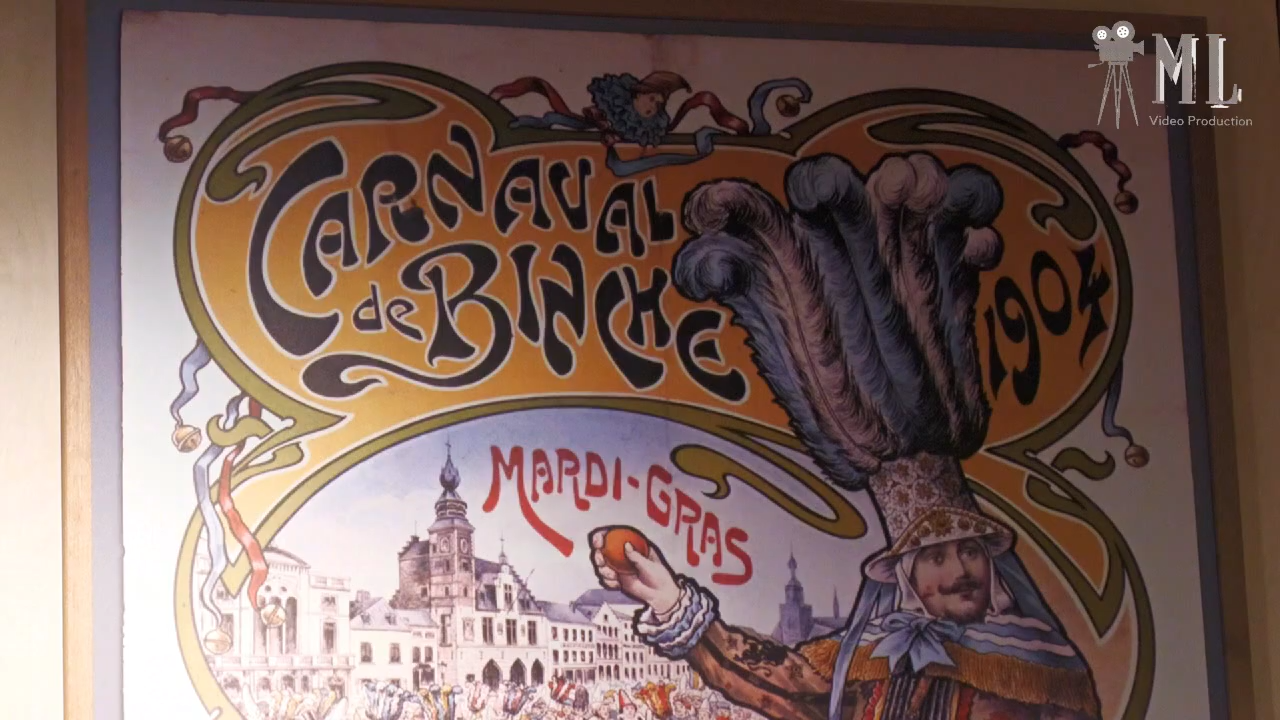 ML
Video Production
CARNAVAL
de BINCHE
1904
MARDI-GRAS